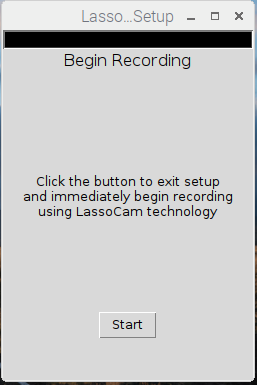 Lasso...Setup
Begin Recording
Click the button to exit setup
and immediately begin recording
using LassoCam technology
Start